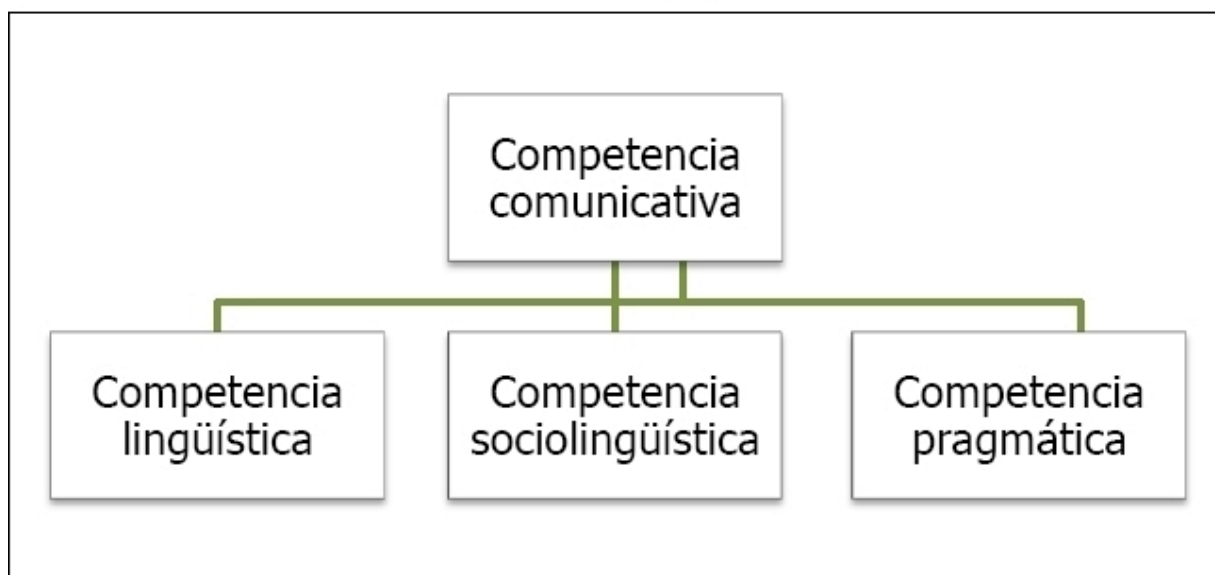 Competencia
comunicativa
Competencia
lingüística
Competencia
sociolingüística
Competencia
pragmática